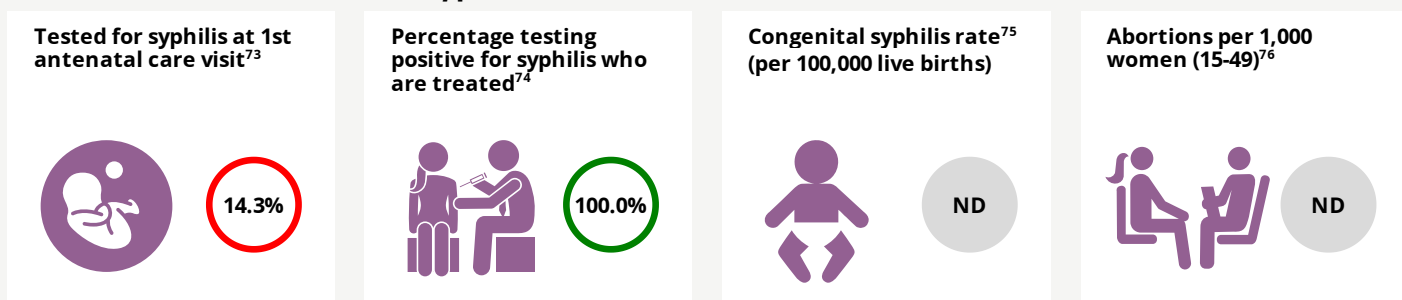 Tested for syphilis at 1st
antenatal care visit73
14.3%
Percentage testing
positive for syphilis who
are treated74
100.0%
Congenital syphilis rate75
(per 100,000 live births)
ND
Abortions per 1,000
women (15-49)76
ND